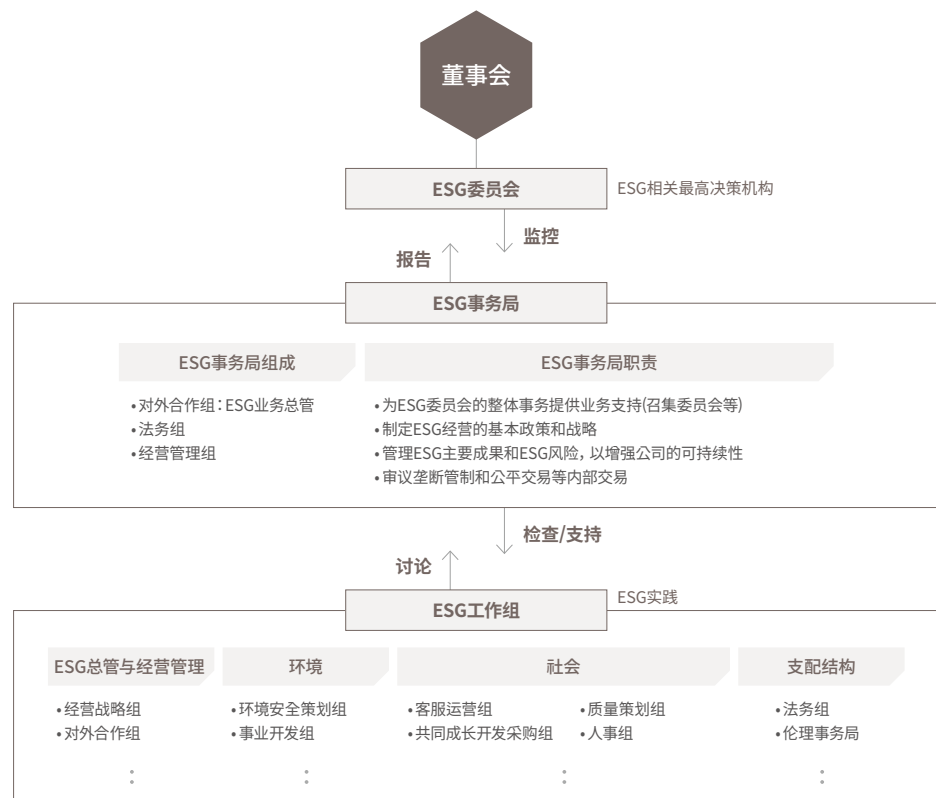 董事会
ESG委员会
ESG相关最高决策机构
监控
报告
ESG事务局
ESG事务局组成
•对外合作组：ESG业务总管
•法务组
•经营管理组
ESG事务局职责
•为ESG委员会的整体事务提供业务支持(召集委员会等)
•制定ESG经营的基本政策和战略
•管理ESG主要成果和ESG风险，以增强公司的可持续性
•审议垄断管制和公平交易等内部交易
检查/支持
讨论
ESG工作组
ESG实践
ESG总管与经营管理
•经营战略组
•对外合作组
环境
•环境安全策划组
•事业开发组
社会
•客服运营组
•共同成长开发采购组
•质量策划组
•人事组
支配结构
•法务组
•伦理事务局